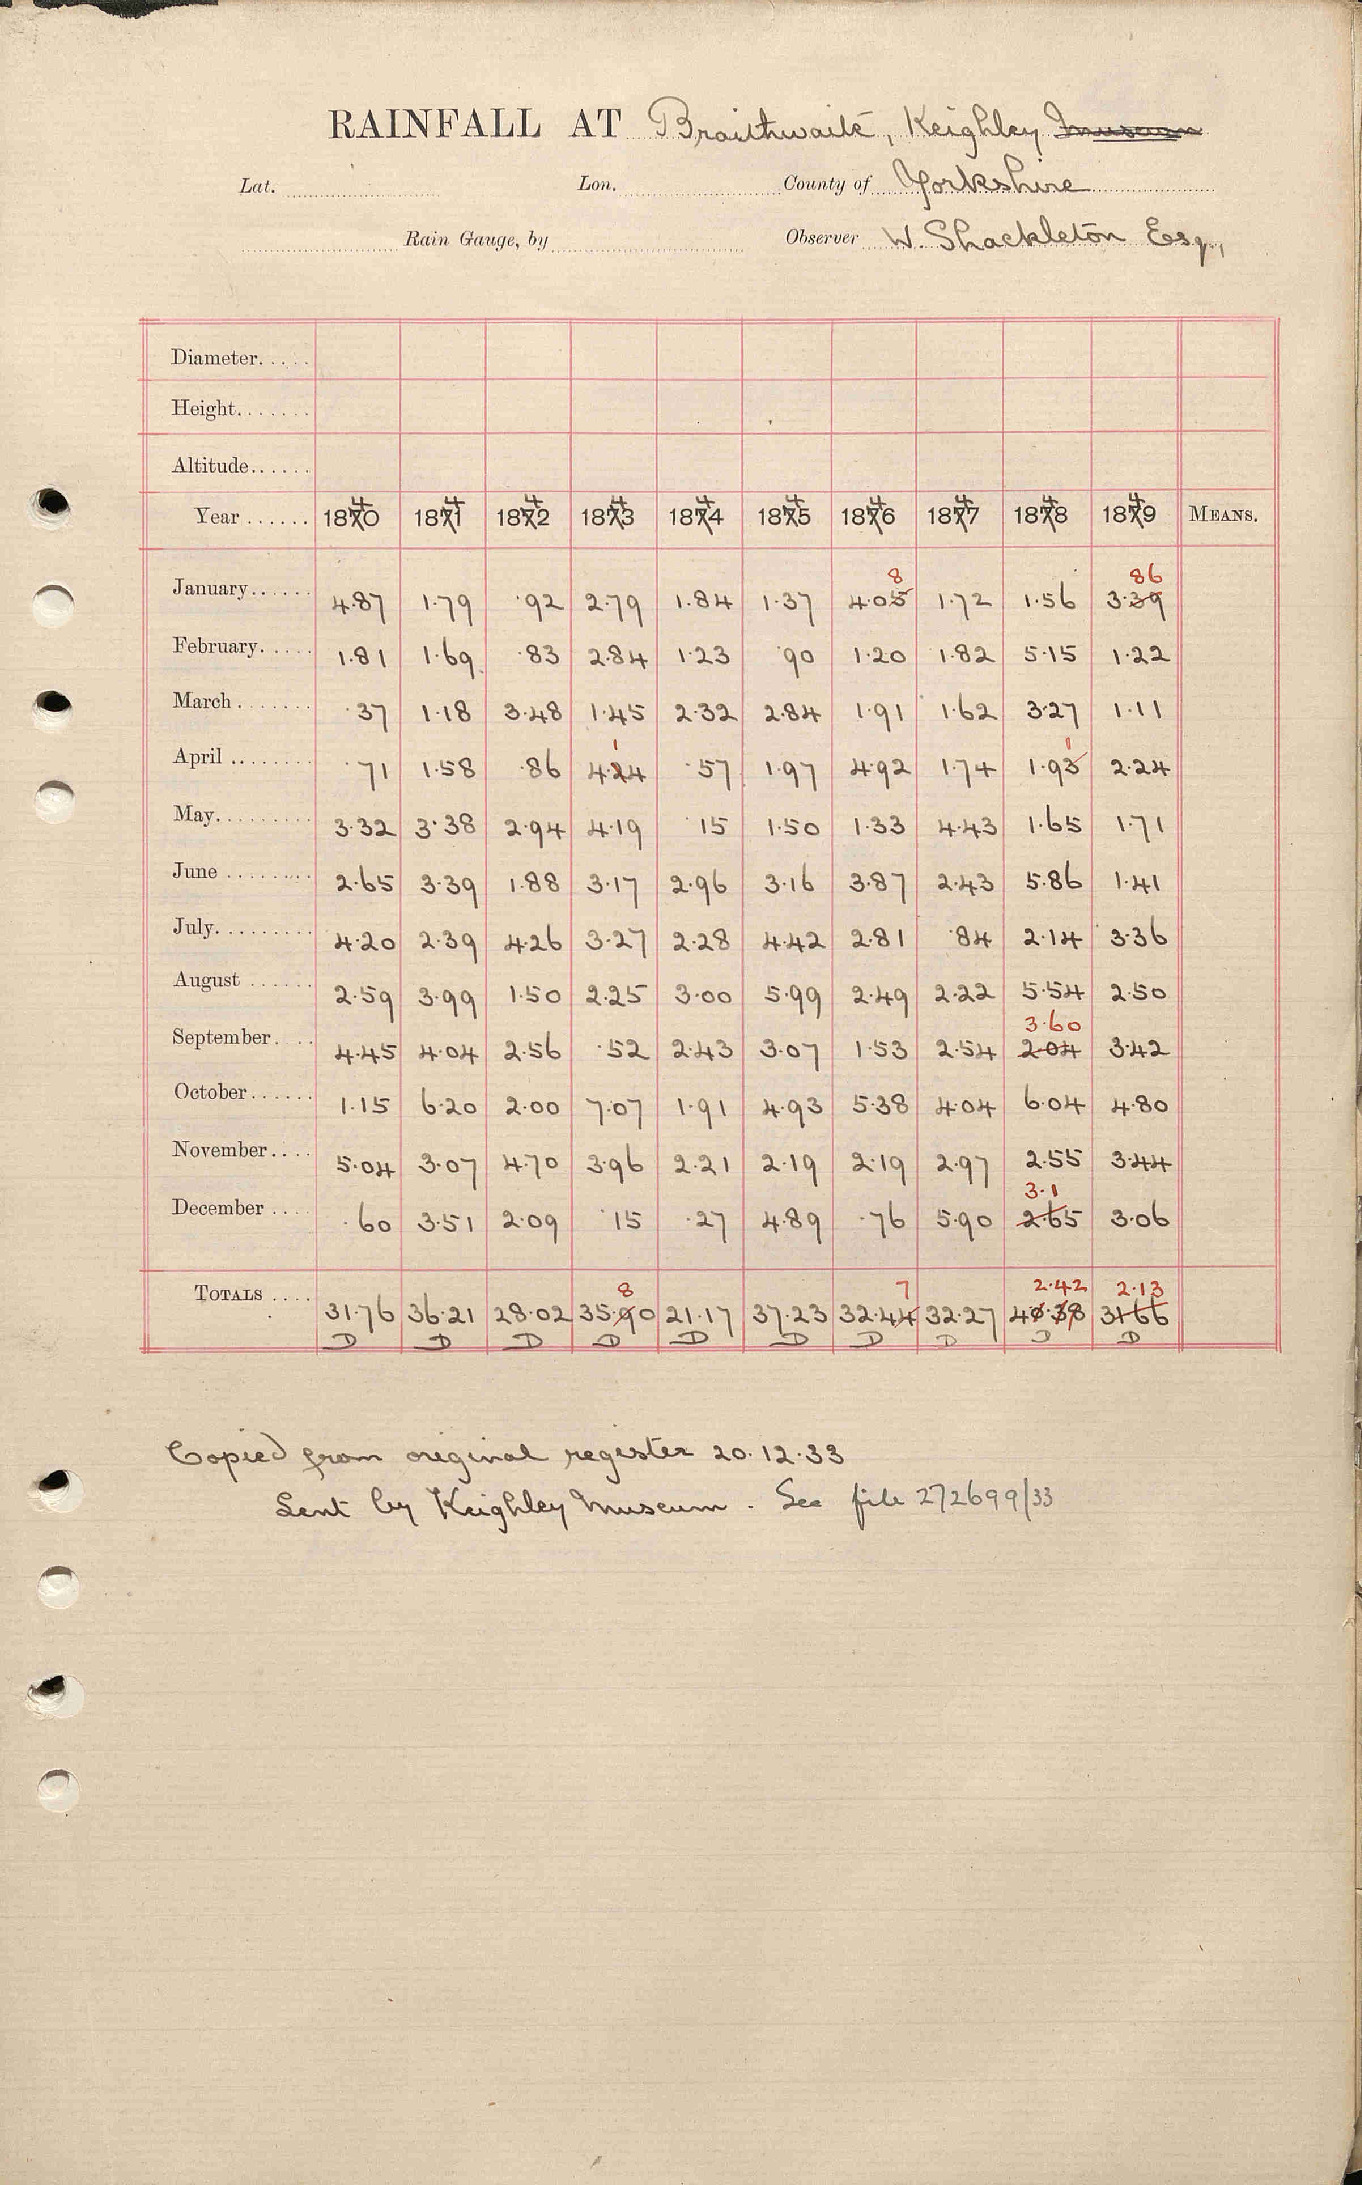 RAINFALL AT Braithwaite, Keighley Museum
Lat. Lon. County of Yorkshire
Rain Gauge, by Observer W. Shackleton Esq.,
Diameter.....
Height.......
Altitude......
Year ...... 1840 1841 1842 1843 1844 1845 1846 1847 1848 1849 MEANS.
8 86
January...... 4.87 1.79 .92 2.79 1.84 1.37 4.05 1.72 1.56 3.39
February..... 1.81 1.69 .83 2.84 1.23 .90 1.20 1.82 5.15 1.22
March ....... .37 1.18 3.48 1.45 2.32 2.84 1.91 1.62 3.27 1.11
1 1
April ........ .71 1.58 .86 4.24 .57 1.97 4.92 1.74 1.93 2.24
May.......... 3.32 3.38 2.94 4.19 .15 1.50 1.33 4.43 1.65 1.71
June ........ 2.65 3.39 1.88 3.17 2.96 3.16 3.87 2.43 5.86 1.41
July......... 4.20 2.39 4.26 3.27 2.28 4.42 2.81 .84 2.14 3.36
August ...... 2.59 3.99 1.50 2.25 3.00 5.99 2.49 2.22 5.54 2.50
3.60
September.... 4.45 4.04 2.56 .52 2.43 3.07 1.53 2.54 2.04 3.42
October...... 1.15 6.20 2.00 7.07 1.91 4.93 5.38 4.04 6.04 4.80
November.... 5.04 3.07 4.70 3.96 2.21 2.19 2.19 2.97 2.55 3.44
3.1
December .... .60 3.51 2.09 .15 .27 4.89 .76 5.90 2.65 3.06
8 7 2.42 2.13
TOTALS .... 31.76 36.21 28.02 35.90 21.17 37.23 32.44 32.27 40.38 31.66
D D D D D D D D D D
Copied from original register 20.12.33
Sent by Keighley Museum. See file 272699/33